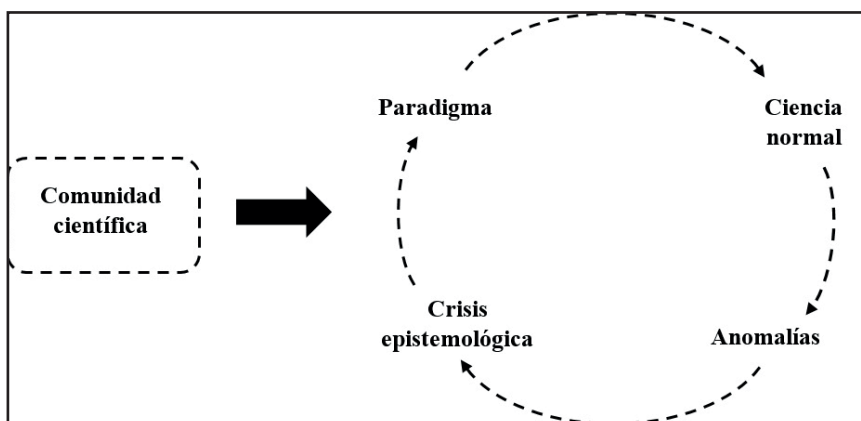 Comunidad
científica
Paradigma
Ciencia
normal
Anomalías
Crisis
epistemológica